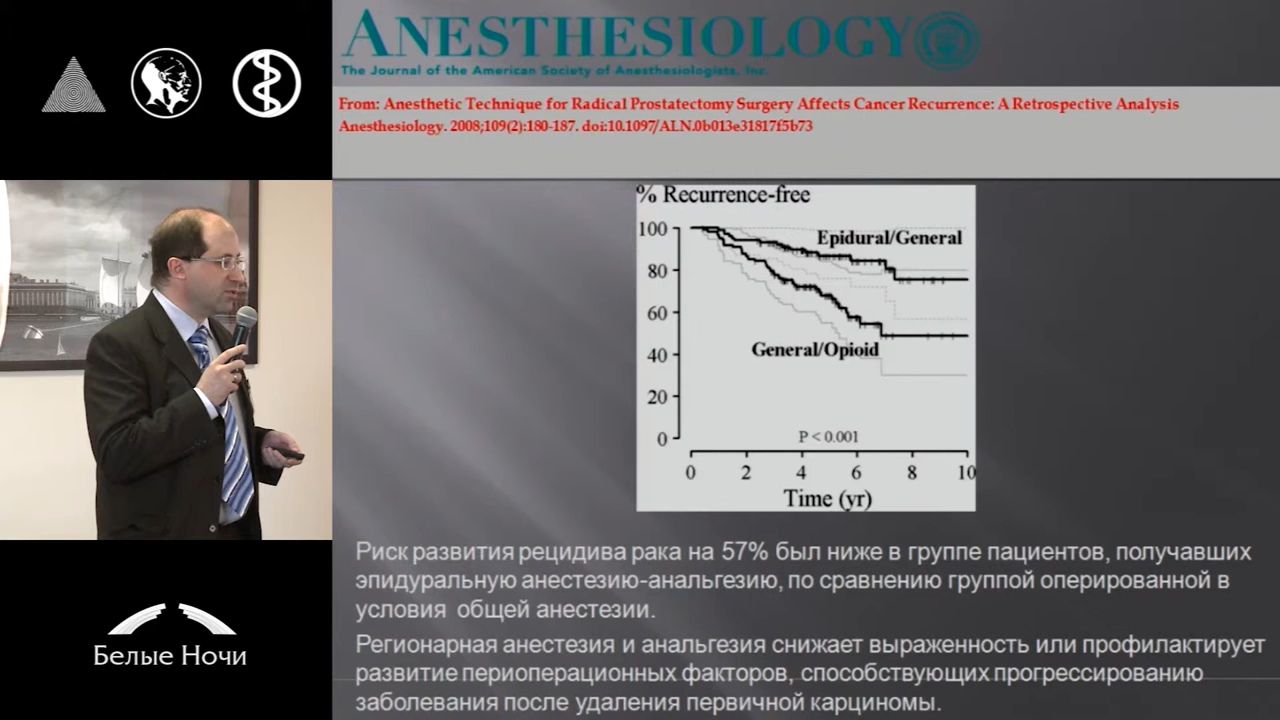 ANESTHESIOLOGY
The Journal of the American Society of Anesthesiologists, Inc.
From: Anesthetic Technique for Radical Prostatectomy Surgery Affects Cancer Recurrence: A Retrospective Analysis
Anesthesiology. 2008;109(2):180-187. doi:10.1097/ALN.0b013e31817f5b73
% Recurrence-free
100
80
60
40
20
0
Epidural/General
General/Opioid
P < 0.001
0 2 4 6 8 10
Time (yr)
Риск развития рецидива рака на 57% был ниже в группе пациентов, получавших
эпидуральную анестезию-анальгезию, по сравнению группой оперированной в
условия общей анестезии.
Регионарная анестезия и анальгезия снижает выраженность или профилактирует
развитие периоперационных факторов, способствующих прогрессированию
заболевания после удаления первичной карциномы.
Белые Ночи